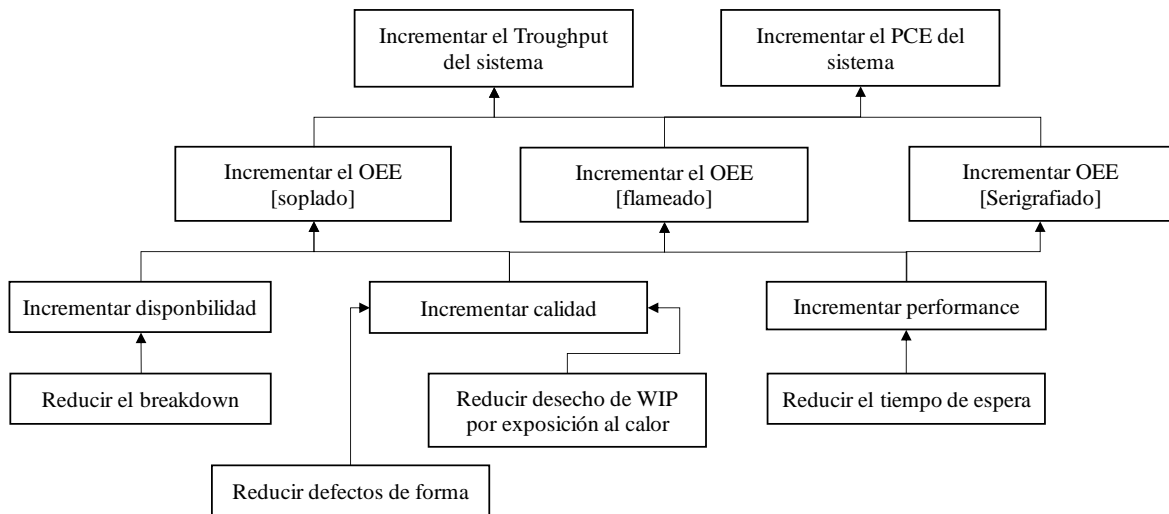 Incrementar el Troughput
del sistema
Incrementar el PCE del
sistema
Incrementar el OEE
[soplado]
Incrementar el OEE
[flameado]
Incrementar OEE
[Serigrafiado]
Incrementar disponbilidad
Incrementar calidad
Incrementar performance
Reducir el breakdown
Reducir desecho de WIP
por exposición al calor
Reducir el tiempo de espera
Reducir defectos de forma